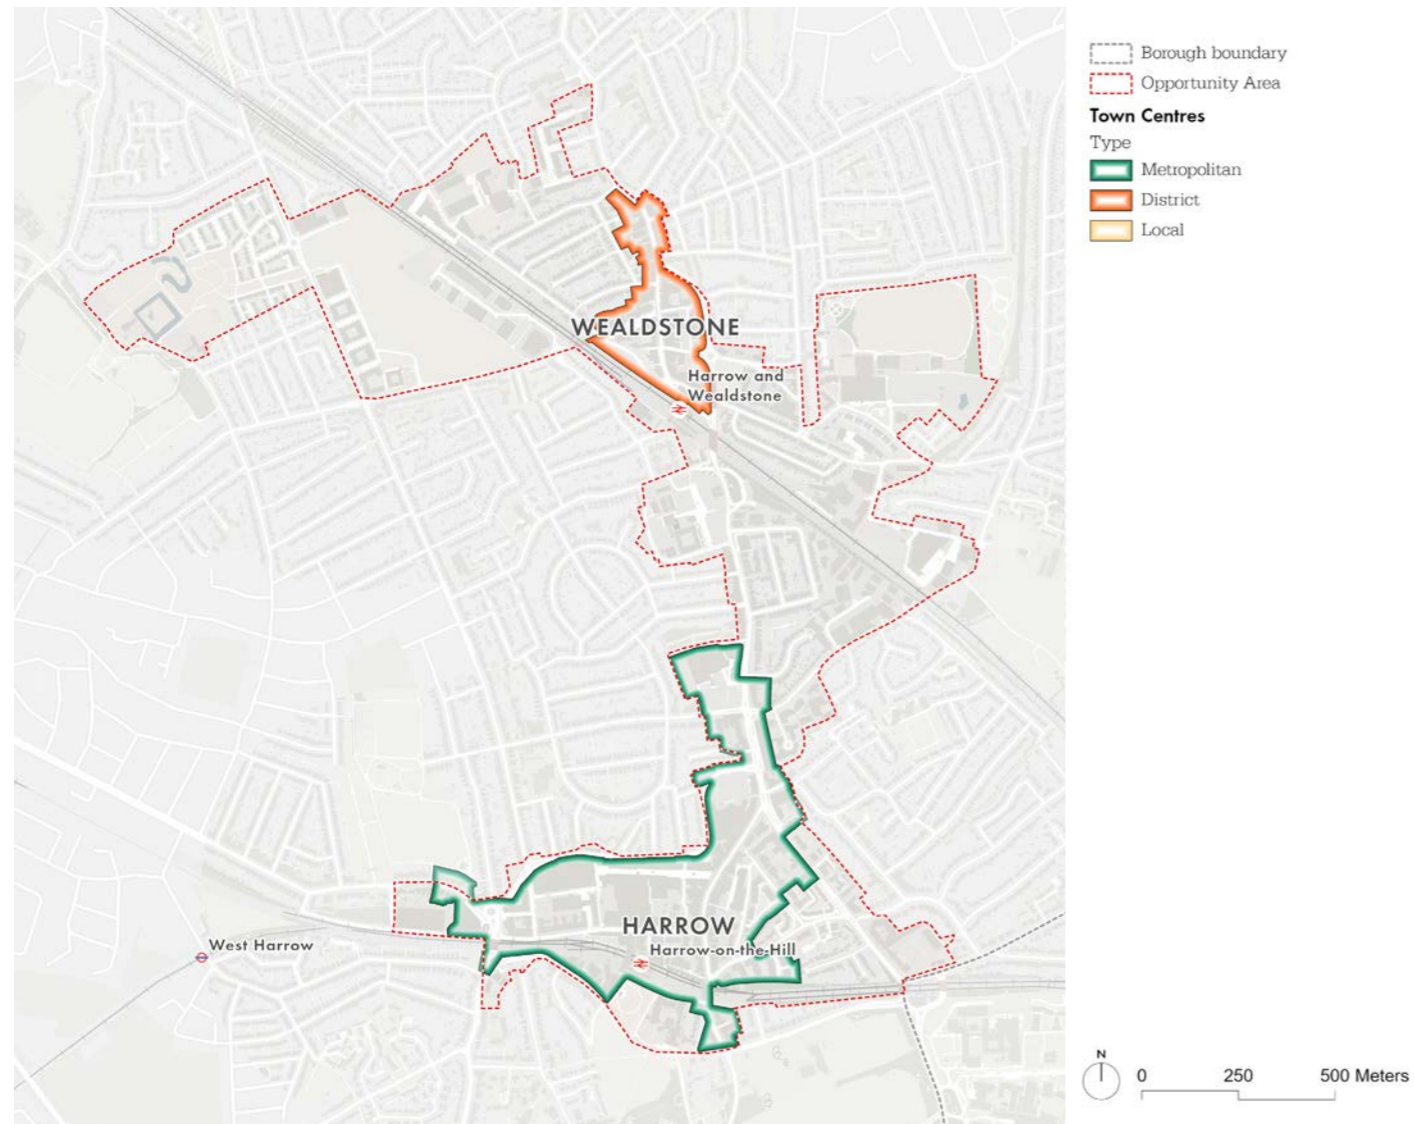 Borough boundary
Opportunity Area
Town Centres
Type
Metropolitan
District
Local
WEALDSTONE
Harrow and
Wealdstone
HARROW
Harrow-on-the-Hill
West Harrow
N
0 250 500 Meters